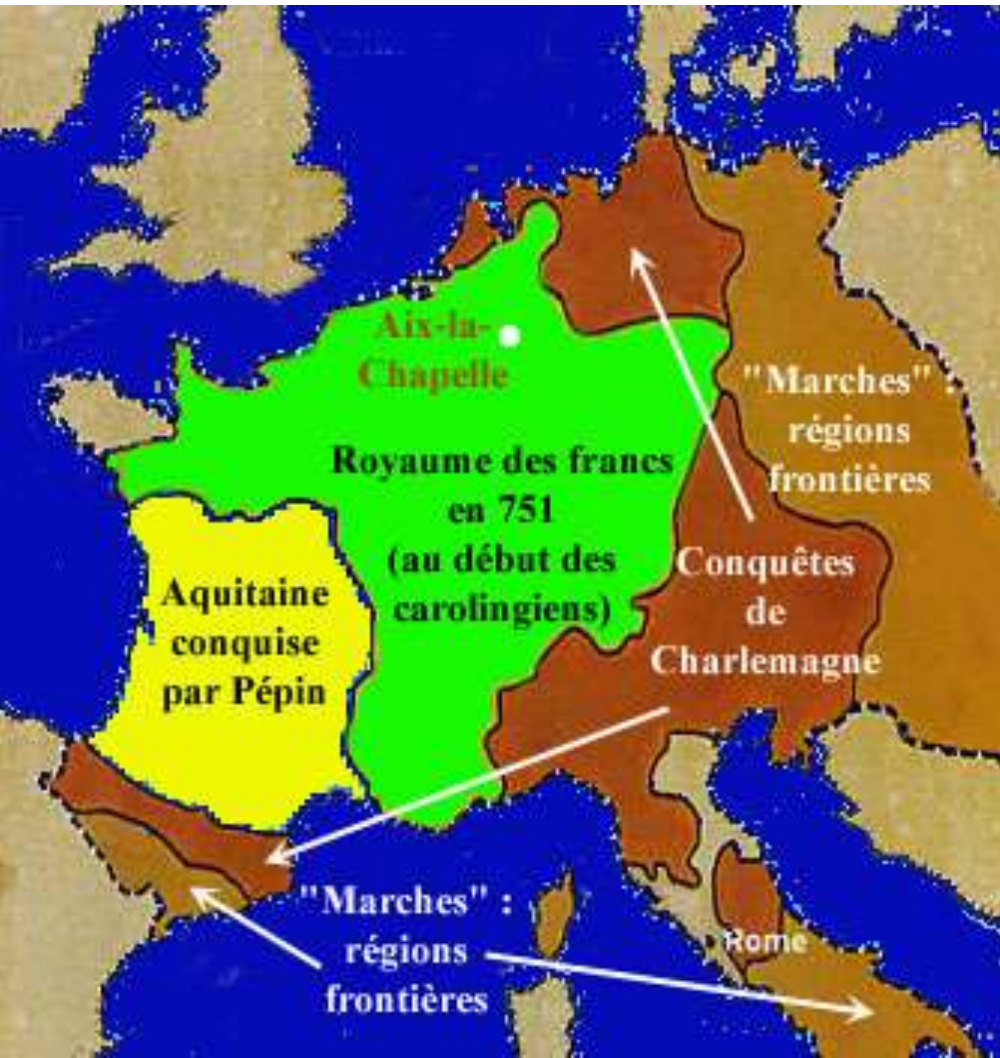 Aix-la-
Chapelle
"Marches" :
régions
frontières
Royaume des francs
en 751
(au début des
carolingiens)
Conquêtes
de
Charlemagne
Aquitaine
conquise
par Pépin
"Marches" :
régions
frontières
Rome